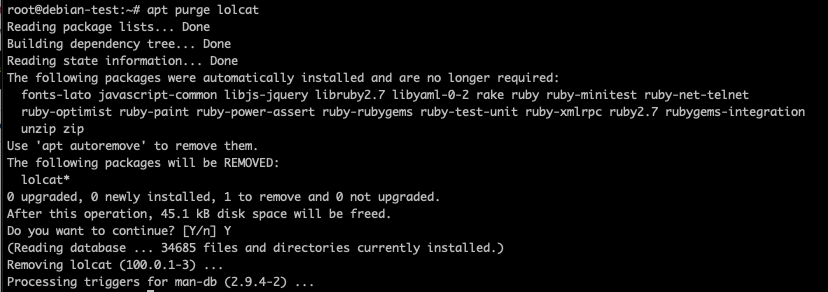 root@debian-test:~# apt purge lolcat
Reading package lists... Done
Building dependency tree... Done
Reading state information... Done
The following packages were automatically installed and are no longer required:
  fonts-lato javascript-common libjs-jquery libruby2.7 libyaml-0-2 rake ruby ruby-minitest ruby-net-telnet
  ruby-optimist ruby-paint ruby-power-assert ruby-rubygems ruby-test-unit ruby-xmlrpc ruby2.7 rubygems-integration
  unzip zip
Use 'apt autoremove' to remove them.
The following packages will be REMOVED:
  lolcat*
0 upgraded, 0 newly installed, 1 to remove and 0 not upgraded.
After this operation, 45.1 kB disk space will be freed.
Do you want to continue? [Y/n] Y
(Reading database ... 34685 files and directories currently installed.)
Removing lolcat (100.0.1-3) ...
Processing triggers for man-db (2.9.4-2) ...